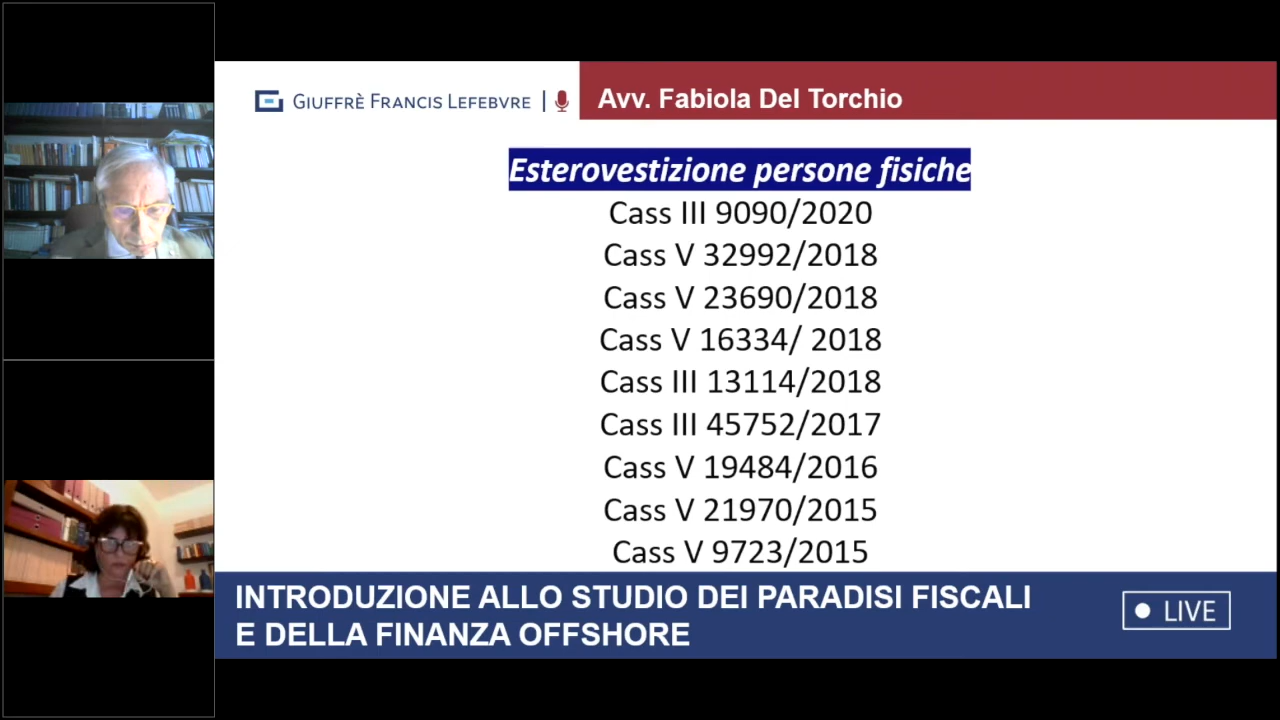 GIUFFRÈ FRANCIS LEFEBVRE
Avv. Fabiola Del Torchio
Esterovestizione persone fisiche
Cass III 9090/2020
Cass V 32992/2018
Cass V 23690/2018
Cass V 16334/ 2018
Cass III 13114/2018
Cass III 45752/2017
Cass V 19484/2016
Cass V 21970/2015
Cass V 9723/2015
INTRODUZIONE ALLO STUDIO DEI PARADISI FISCALI
E DELLA FINANZA OFFSHORE
LIVE